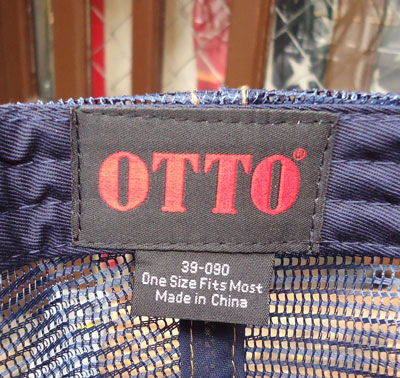 OTTO®
39-090
One Size Fits Most
Made in China